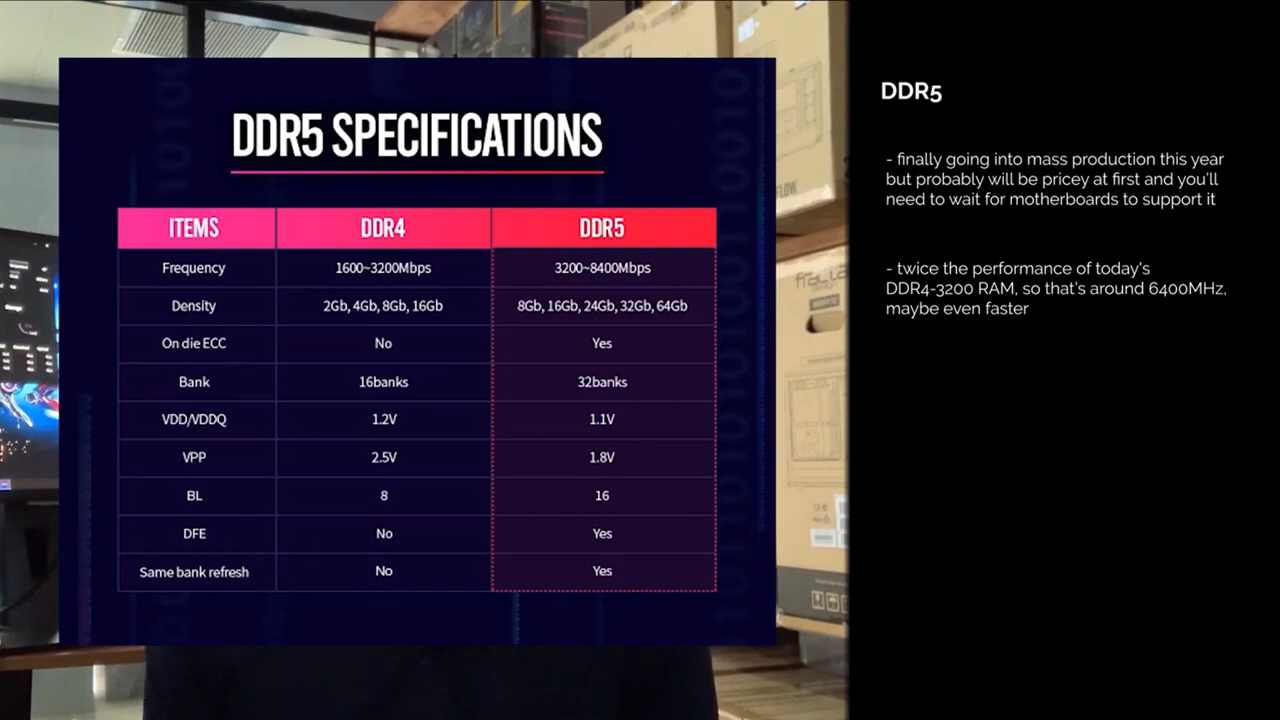 DDR5 SPECIFICATIONS
ITEMS DDR4 DDR5
Frequency 1600~3200Mbps 3200~8400Mbps
Density 2Gb, 4Gb, 8Gb, 16Gb 8Gb, 16Gb, 24Gb, 32Gb, 64Gb
On die ECC No Yes
Bank 16banks 32banks
VDD/VDDQ 1.2V 1.1V
VPP 2.5V 1.8V
BL 8 16
DFE No Yes
Same bank refresh No Yes
DDR5
- finally going into mass production this year
but probably will be pricey at first and you'll
need to wait for motherboards to support it
- twice the performance of today's
DDR4-3200 RAM, so that's around 6400MHz,
maybe even faster